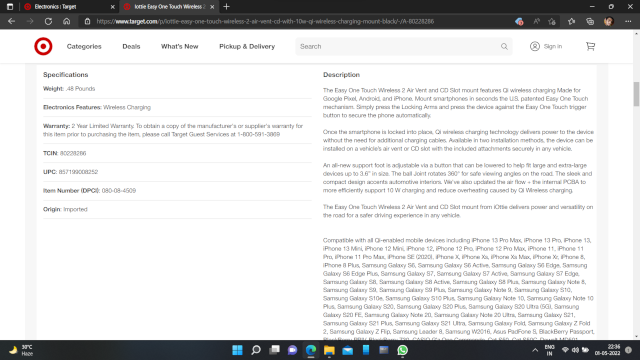 Electronics : Target
iottie Easy One Touch Wireless 2
https://www.target.com/p/iottie-easy-one-touch-wireless-2-air-vent-cd-with-10w-qi-wireless-charging-mount-black/-/A-80228286
Categories Deals What's New Pickup & Delivery Search Sign in
Specifications
Weight: .48 Pounds
Electronics Features: Wireless Charging
Warranty: 2 Year Limited Warranty. To obtain a copy of the manufacturer's or supplier's warranty for
this item prior to purchasing the item, please call Target Guest Services at 1-800-591-3869
TCIN: 80228286
UPC: 857199008252
Item Number (DPCI): 080-08-4509
Origin: Imported
Description
The Easy One Touch Wireless 2 Air Vent and CD Slot mount features Qi wireless charging Made for
Google Pixel, Android, and iPhone. Mount smartphones in seconds the U.S. patented Easy One Touch
mechanism. Simply press the Locking Arms and press the device against the Easy One Touch trigger
button to secure the phone automatically.
Once the smartphone is locked into place, Qi wireless charging technology delivers power to the device
without the need for additional charging cables. Available in two installation methods, the device can be
installed on a vehicle's air vent or CD slot with the included attachments securely in any vehicle.
An all-new support foot is adjustable via a button that can be lowered to help fit large and extra-large
devices up to 3.6" in size. The ball Joint rotates 360° for safe viewing angles on the road. The sleek and
compact design accents automotive interiors. We've also updated the air flow + the internal PCBA to
more efficiently support 10 W charging and reduce overheating caused by Qi Wireless charging.
The Easy One Touch Wireless 2 Air Vent and CD Slot mount from iOttie delivers power and versatility on
the road for a safer driving experience in any vehicle.
Compatible with all Qi-enabled mobile devices including iPhone 13 Pro Max, iPhone 13 Pro, iPhone 13,
iPhone 13 Mini, iPhone 12 Mini, iPhone 12, iPhone 12 Pro, iPhone 12 Pro Max, iPhone 11, iPhone 11
Pro, iPhone 11 Pro Max, iPhone SE (2020), iPhone X, iPhone Xs, iPhone Xs Max, iPhone Xr, iPhone 8,
iPhone 8 Plus, Samsung Galaxy S6, Samsung Galaxy S6 Active, Samsung Galaxy S6 Edge, Samsung
Galaxy S6 Edge Plus, Samsung Galaxy S7, Samsung Galaxy S7 Active, Samsung Galaxy S7 Edge,
Samsung Galaxy S8, Samsung Galaxy S8 Active, Samsung Galaxy S8 Plus, Samsung Galaxy Note 8,
Samsung Galaxy S9, Samsung Galaxy S9 Plus, Samsung Galaxy Note 9, Samsung Galaxy S10,
Samsung Galaxy S10e, Samsung Galaxy S10 Plus, Samsung Galaxy Note 10, Samsung Galaxy Note 10
Plus, Samsung Galaxy S20, Samsung Galaxy S20 Plus, Samsung Galaxy S20 Ultra (5G), Samsung
Galaxy S20 FE, Samsung Galaxy Note 20, Samsung Galaxy Note 20 Ultra, Samsung Galaxy S21,
Samsung Galaxy S21 Plus, Samsung Galaxy S21 Ultra, Samsung Galaxy Fold, Samsung Galaxy Z Fold
2, Samsung Galaxy Z Flip, Samsung Leader 8, Samsung W2016, Asus PadFone S, BlackBerry Passport,
30°C
Haze
ENG
IN
22:36
01-05-2022